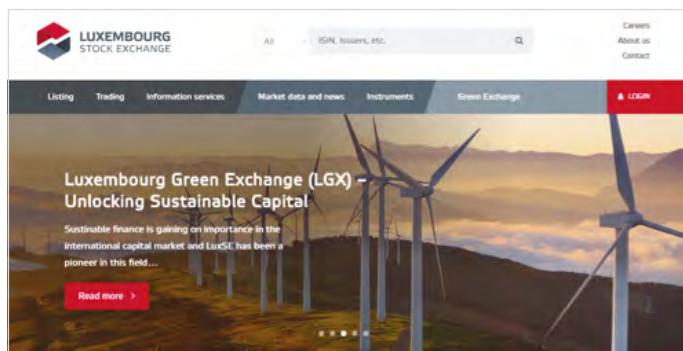 LUXEMBOURG
STOCK EXCHANGE
All
ISIN, Issuers, etc.
Careers
About us
Contact
Listing Trading Information services Market data and news Instruments Green Exchange LOGIN
Luxembourg Green Exchange (LGX) –
Unlocking Sustainable Capital
Sustinable finance is gaining on importance in the
international capital market and LuxSE has been a
pioneer in this field...
Read more >